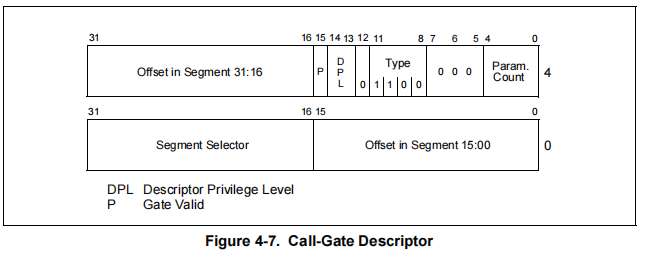 31 16 15 14 13 12 11 8 7 6 5 4 0
Offset in Segment 31:16 P D P L 0 Type 1 1 0 0 0 0 0 Param. Count 4
31 16 15 0
Segment Selector Offset in Segment 15:00 0
DPL Descriptor Privilege Level
P Gate Valid
Figure 4-7. Call-Gate Descriptor